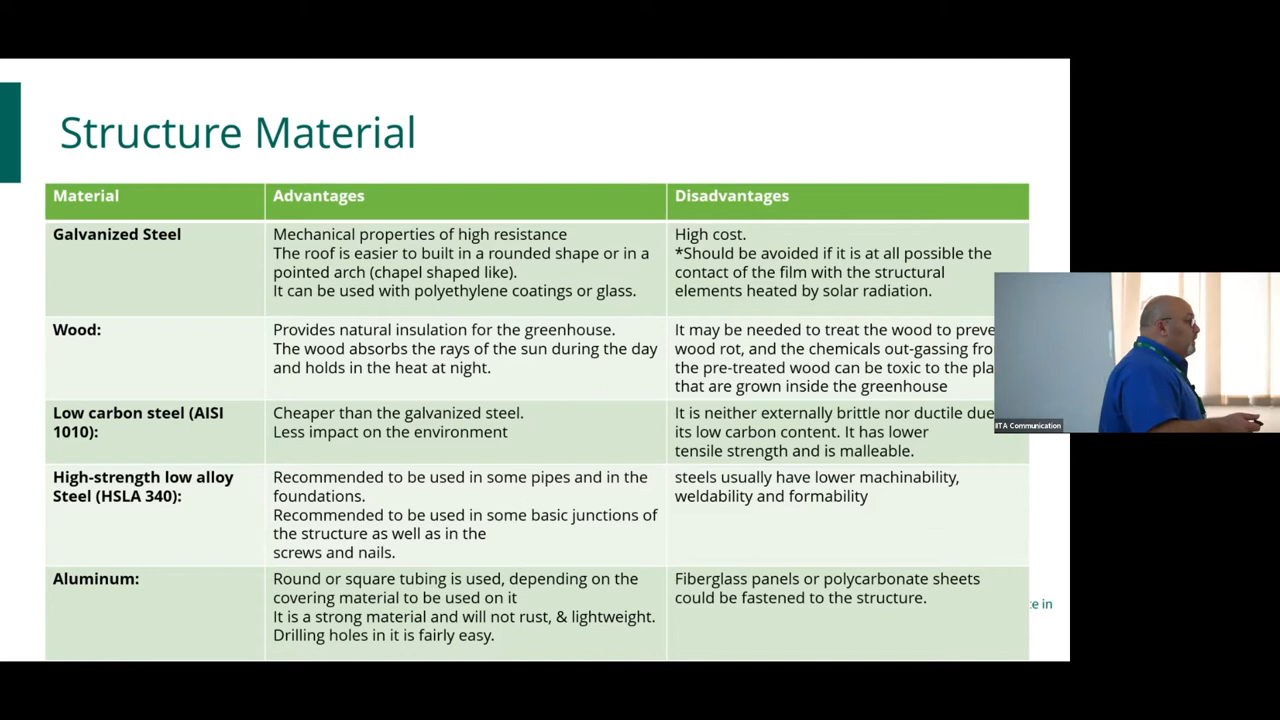 Structure Material
Material
Advantages
Disadvantages
Galvanized Steel
Mechanical properties of high resistance
The roof is easier to built in a rounded shape or in a
pointed arch (chapel shaped like).
It can be used with polyethylene coatings or glass.
High cost.
*Should be avoided if it is at all possible the
contact of the film with the structural
elements heated by solar radiation.
Wood:
Provides natural insulation for the greenhouse.
The wood absorbs the rays of the sun during the day
and holds in the heat at night.
It may be needed to treat the wood to
wood rot, and the chemicals out-gassing
the pre-treated wood can be toxic to the
that are grown inside the greenhouse
Low carbon steel (AISI
1010):
Cheaper than the galvanized steel.
Less impact on the environment
It is neither externally brittle nor ductile due
its low carbon content. It has lower
tensile strength and is malleable.
High-strength low alloy
Steel (HSLA 340):
Recommended to be used in some pipes and in the
foundations.
Recommended to be used in some basic junctions of
the structure as well as in the
screws and nails.
steels usually have lower machinability,
weldability and formability
Aluminum:
Round or square tubing is used, depending on the
covering material to be used on it
It is a strong material and will not rust, & lightweight.
Drilling holes in it is fairly easy.
Fiberglass panels or polycarbonate sheets
could be fastened to the structure.
in
IITA Communication